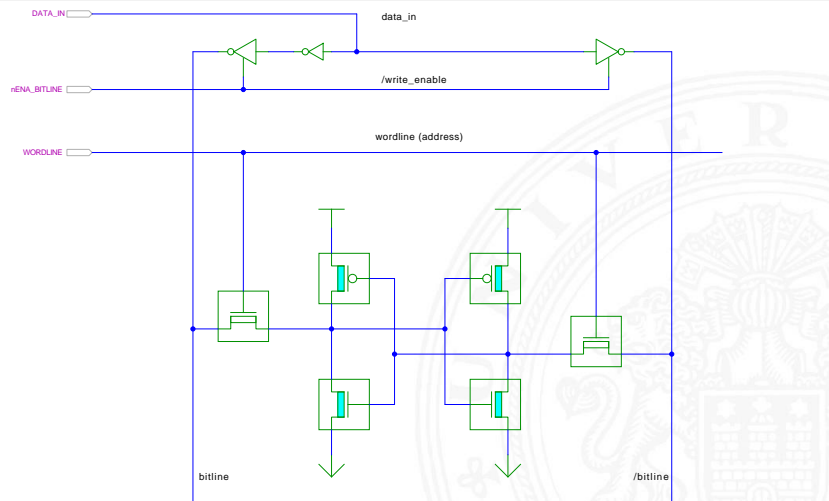 DATA_IN
data_in
nENA_BITLINE
/write_enable
WORDLINE
wordline (address)
bitline
/bitline